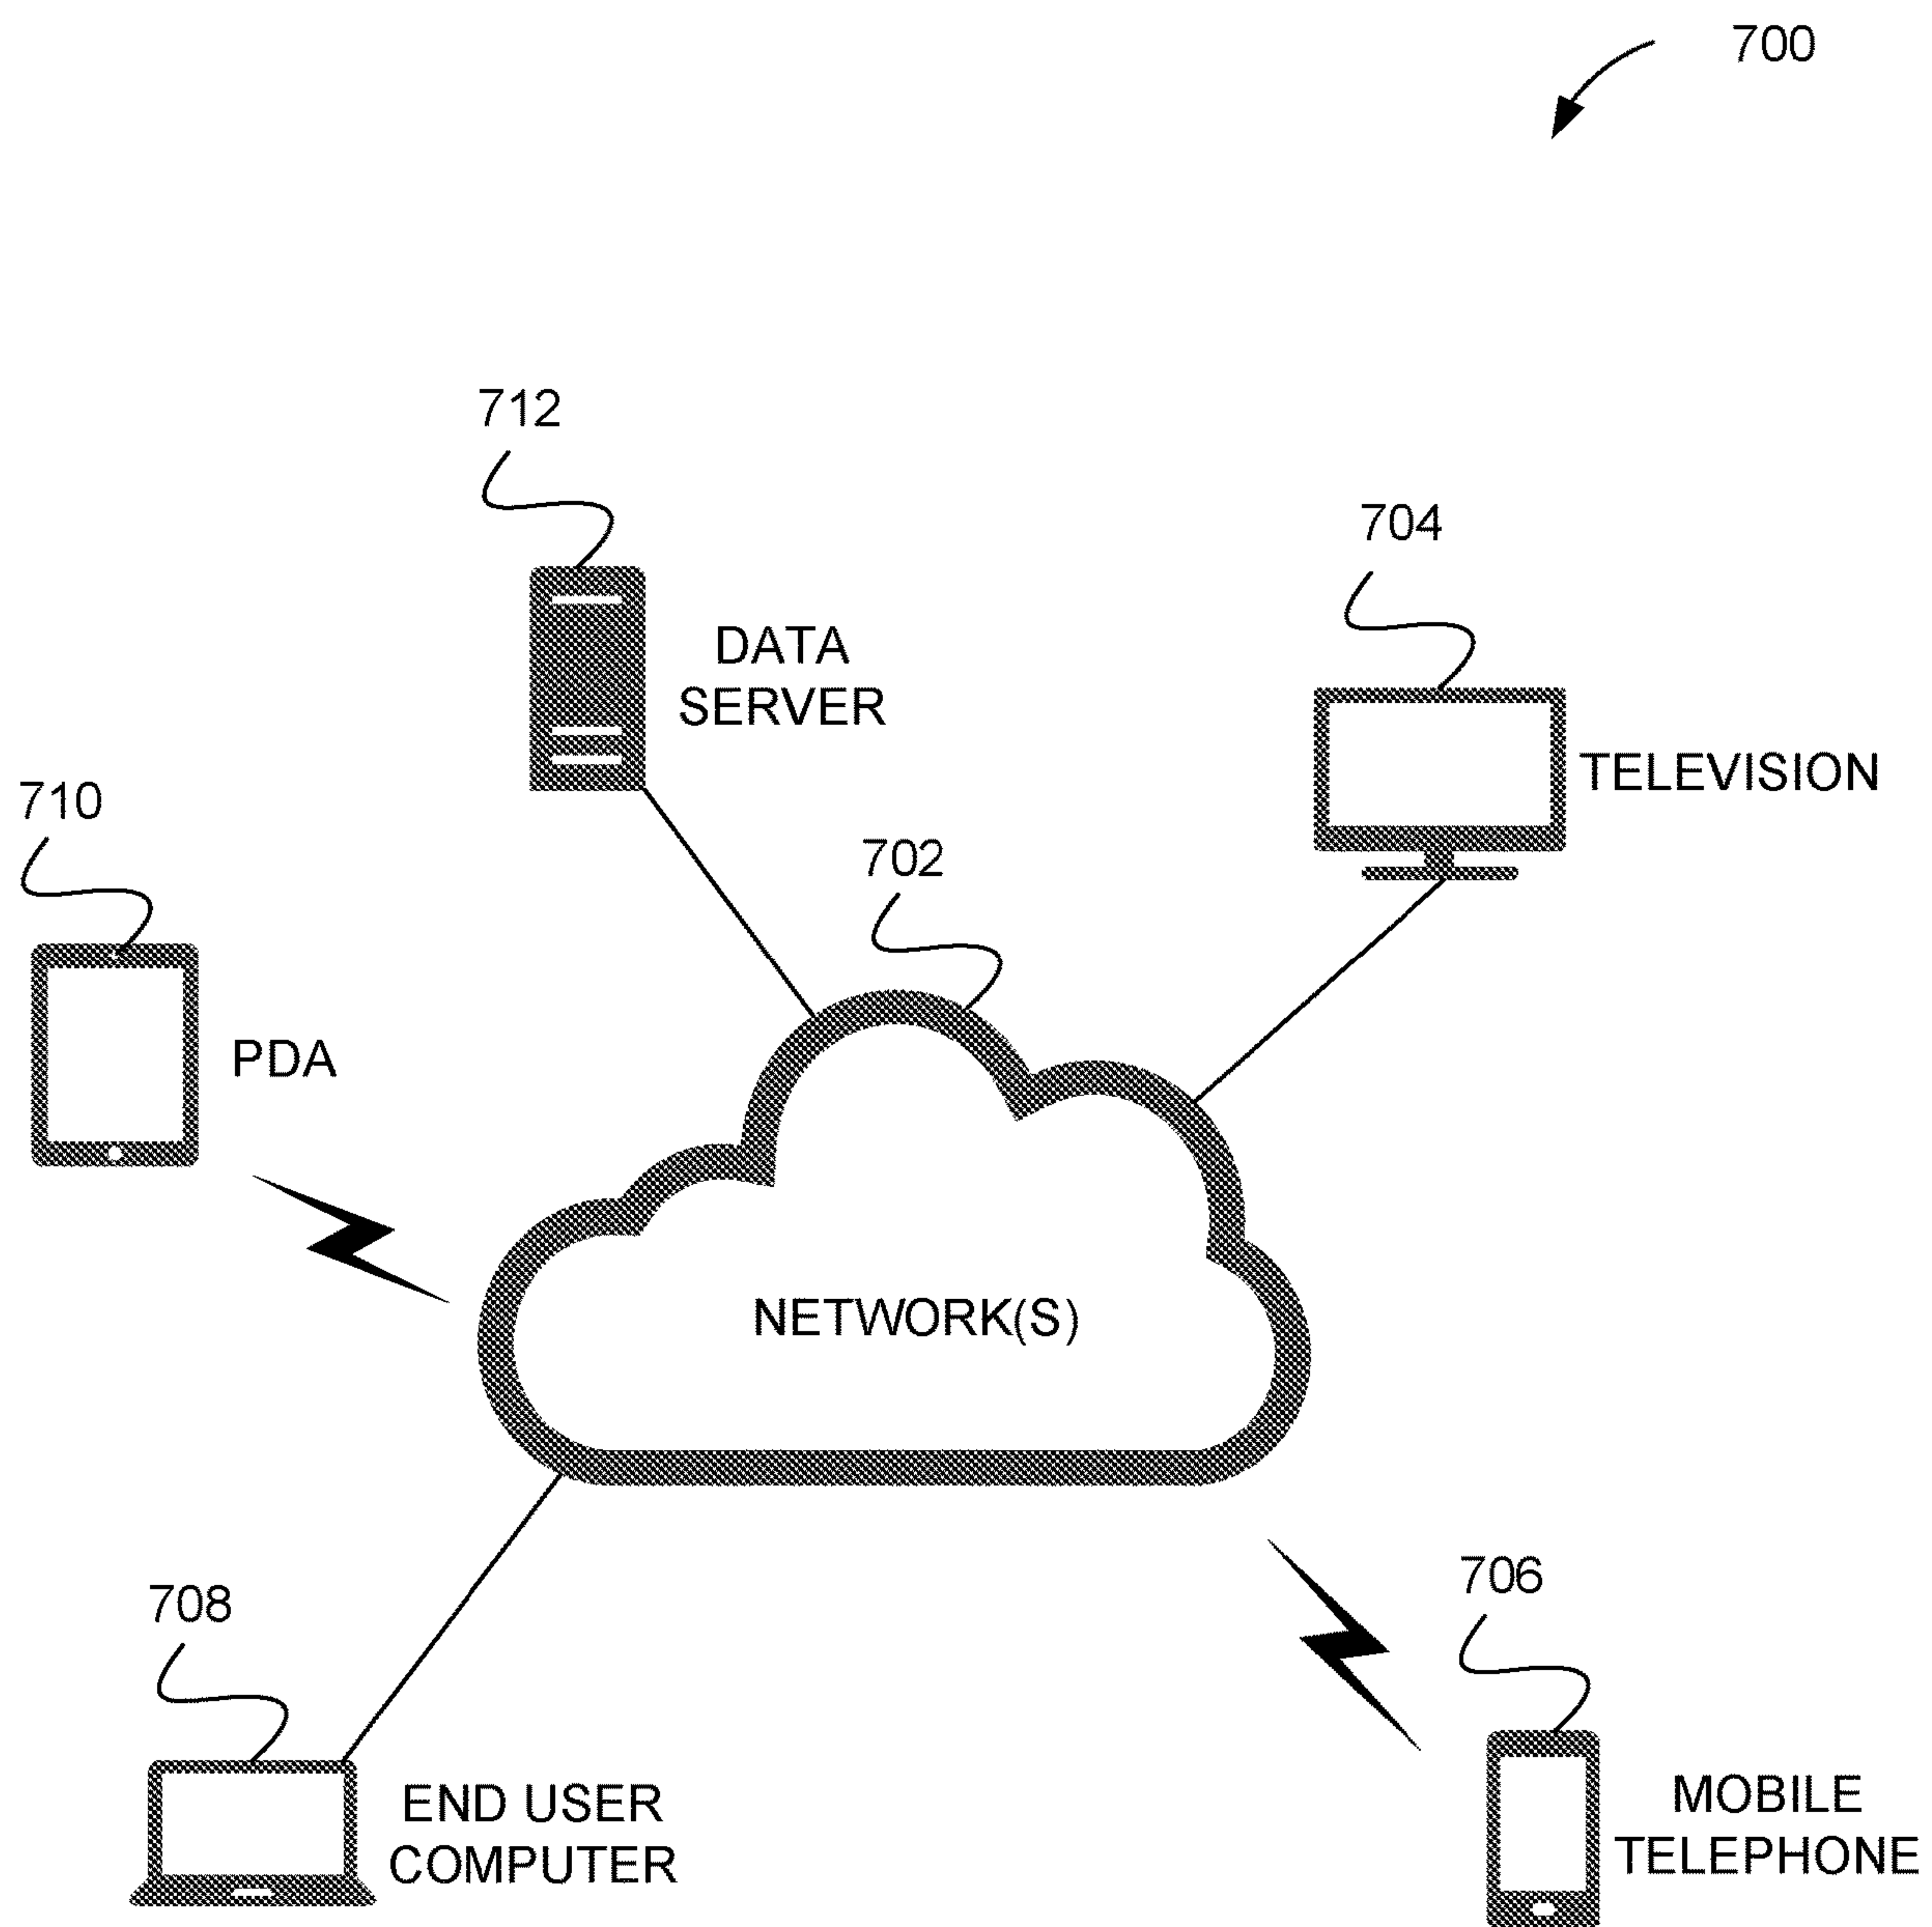 700
712
DATA
SERVER
704
TELEVISION
710
PDA
702
NETWORK(S)
708
END USER
COMPUTER
706
MOBILE
TELEPHONE